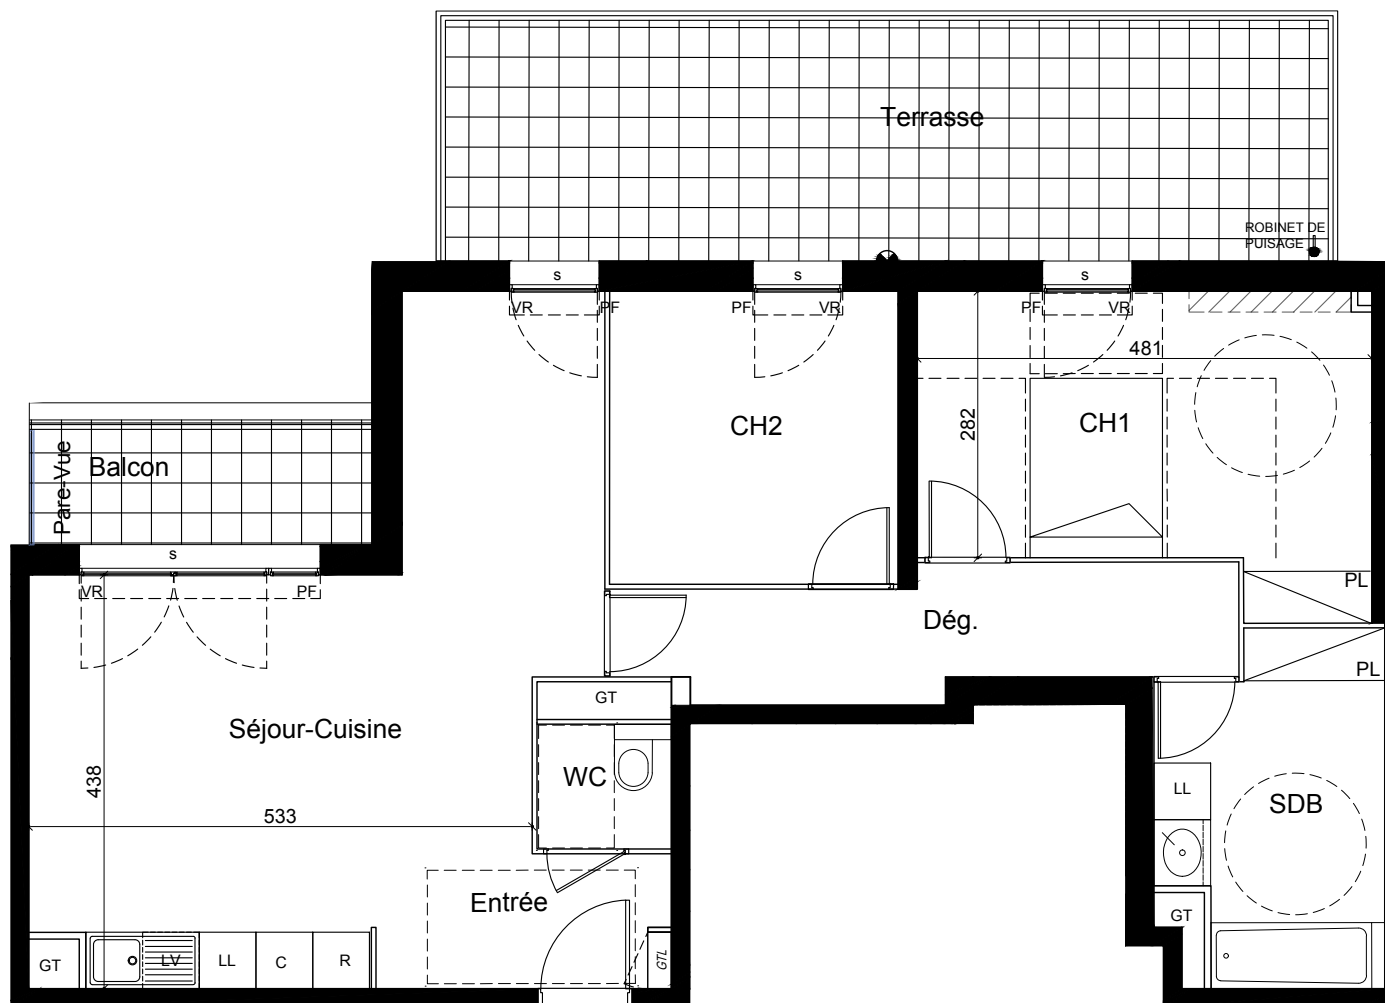 Terrasse
ROBINET DE
PUISAGE
s
s
s
VR
PF
PF
VR
PF
VR
481
282
CH2
CH1
Pare-Vue
Balcon
s
VR
PF
PL
Dég.
PL
GT
Séjour-Cuisine
WC
438
533
LL
SDB
Entrée
GT
GT
LV
LL
C
R
GTL